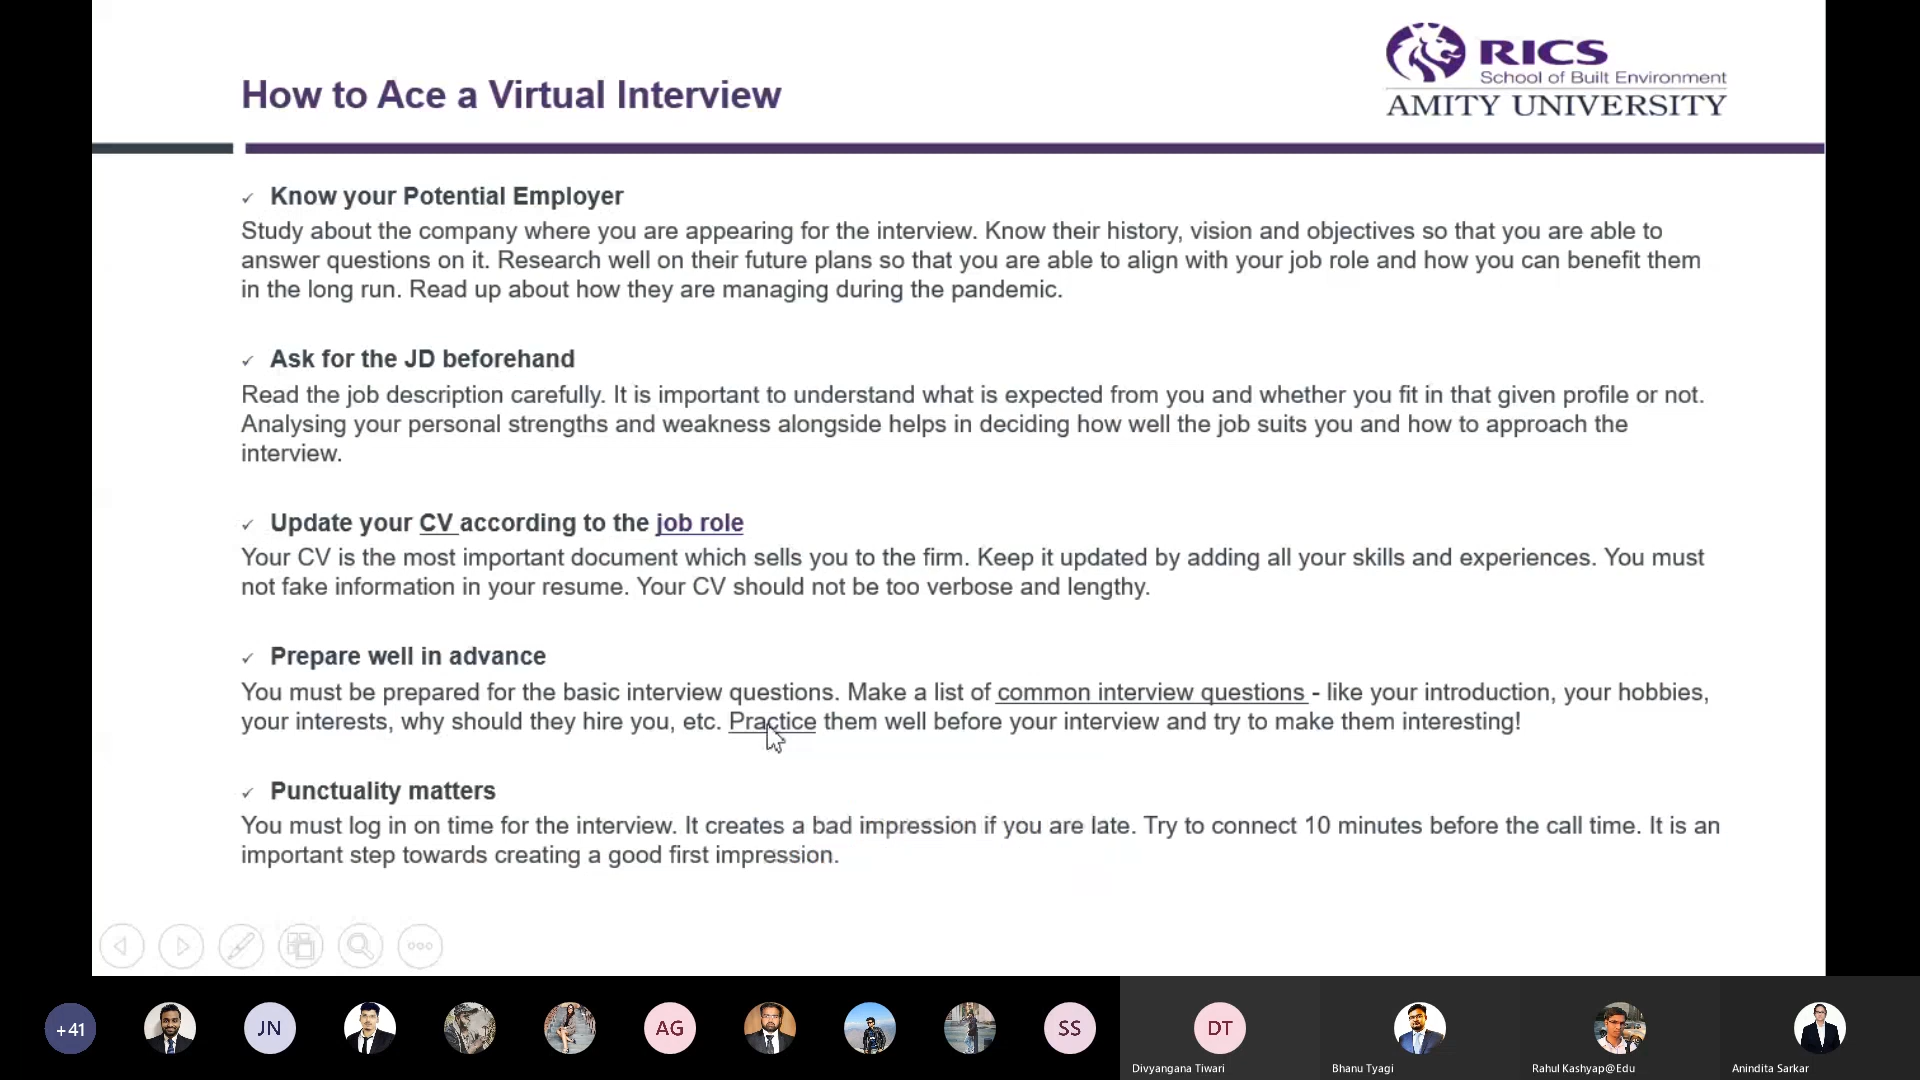 RICS
School of Built Environment
AMITY UNIVERSITY
How to Ace a Virtual Interview
✓ Know your Potential Employer
Study about the company where you are appearing for the interview. Know their history, vision and objectives so that you are able to
answer questions on it. Research well on their future plans so that you are able to align with your job role and how you can benefit them
in the long run. Read up about how they are managing during the pandemic.
✓ Ask for the JD beforehand
Read the job description carefully. It is important to understand what is expected from you and whether you fit in that given profile or not.
Analysing your personal strengths and weakness alongside helps in deciding how well the job suits you and how to approach the
interview.
✓ Update your CV according to the job role
Your CV is the most important document which sells you to the firm. Keep it updated by adding all your skills and experiences. You must
not fake information in your resume. Your CV should not be too verbose and lengthy.
✓ Prepare well in advance
You must be prepared for the basic interview questions. Make a list of common interview questions - like your introduction, your hobbies,
your interests, why should they hire you, etc. Practice them well before your interview and try to make them interesting!
✓ Punctuality matters
You must log in on time for the interview. It creates a bad impression if you are late. Try to connect 10 minutes before the call time. It is an
important step towards creating a good first impression.
+41
JN
AG
SS
DT
Divyangana Tiwari
Bhanu Tyagi
Rahul Kashyap@Edu
Anindita Sarkar